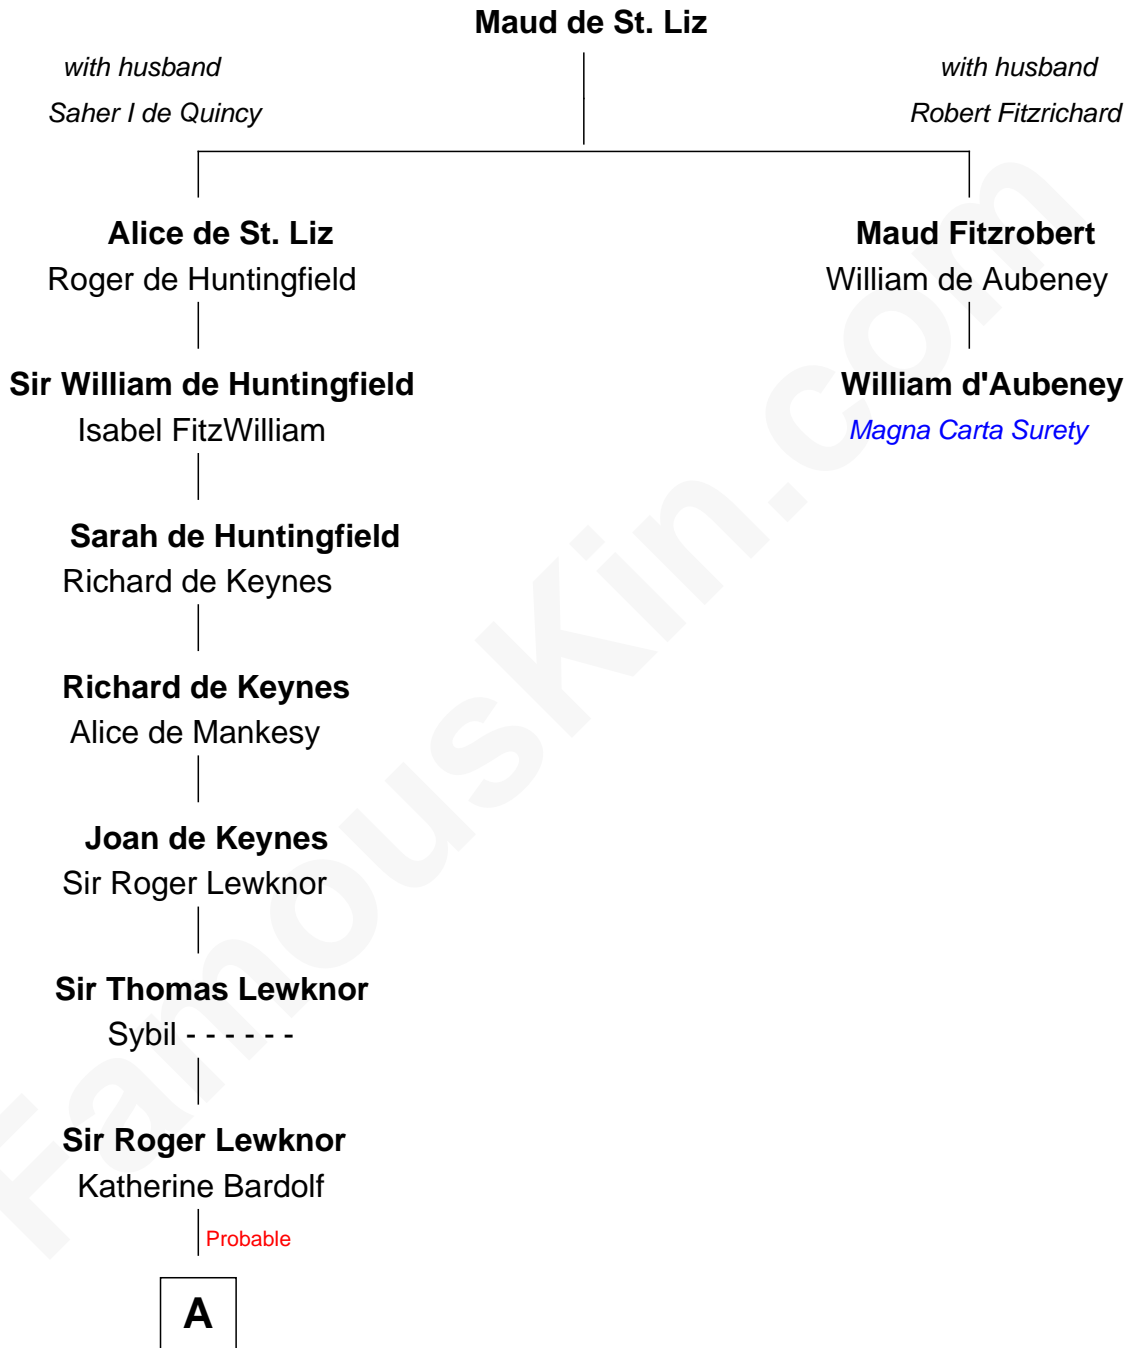 Maud de St. Liz
with husband
Saher I de Quincy
with husband
Robert Fitzrichard
Alice de St. Liz
Roger de Huntingfield
Maud Fitzrobert
William de Aubeney
Sir William de Huntingfield
Isabel FitzWilliam
William d'Aubeney
Magna Carta Surety
Sarah de Huntingfield
Richard de Keynes
Richard de Keynes
Alice de Mankesy
Joan de Keynes
Sir Roger Lewknor
Sir Thomas Lewknor
Sybil - - - - - -
Sir Roger Lewknor
Katherine Bardolf
Probable
A
FamousKin.com